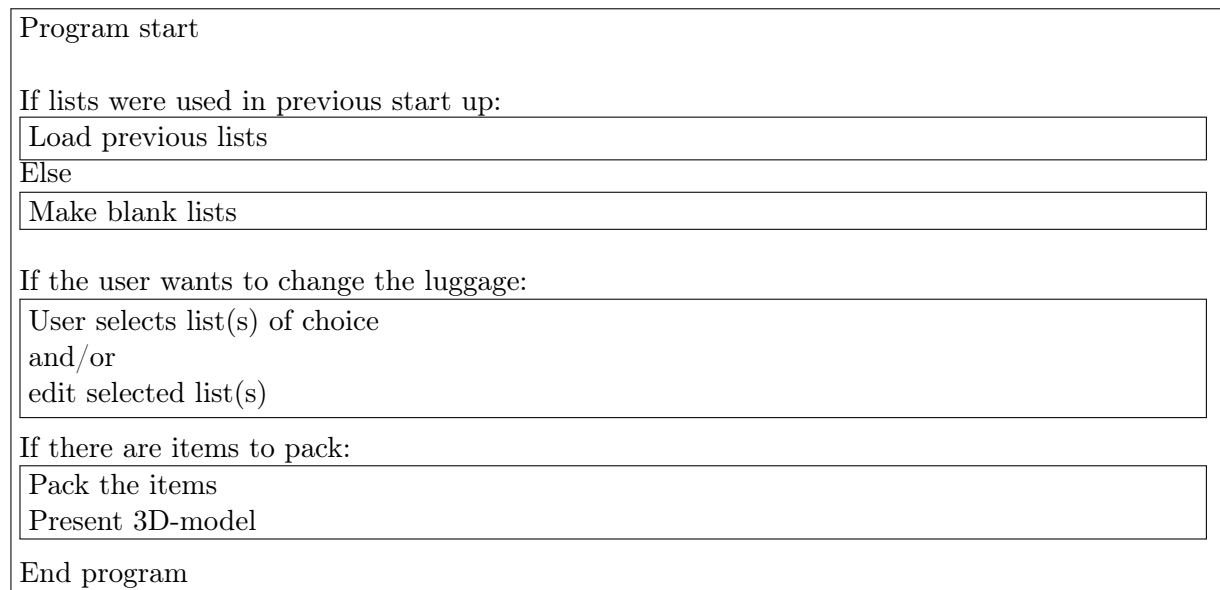 Program start
If lists were used in previous start up:
Load previous lists
Else
Make blank lists
If the user wants to change the luggage:
User selects list(s) of choice
and/or
edit selected list(s)
If there are items to pack:
Pack the items
Present 3D-model
End program